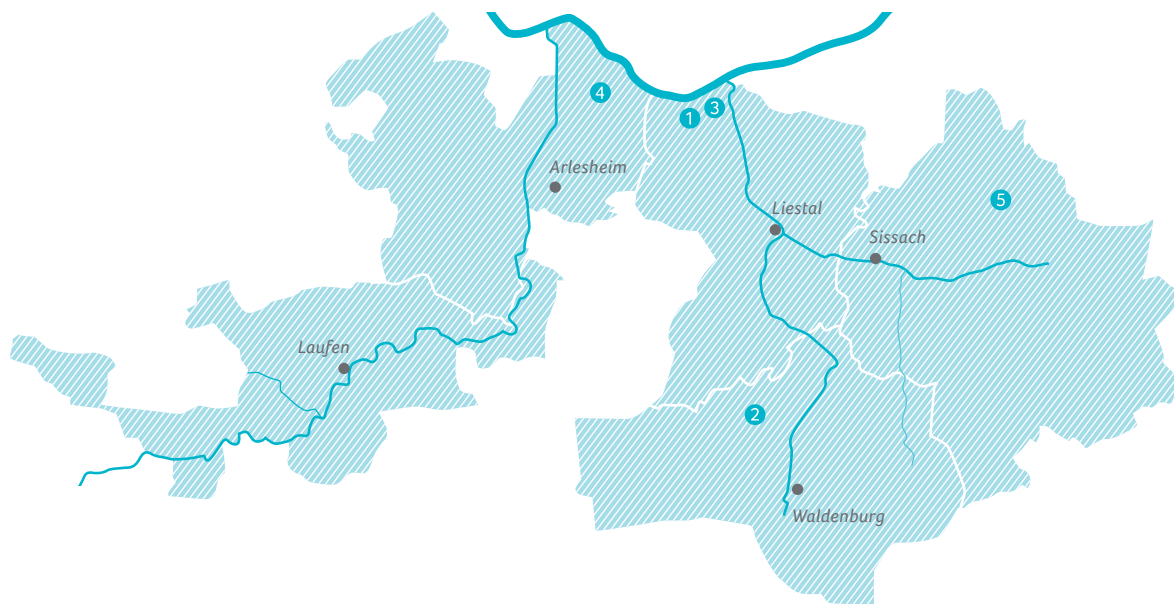 4
1
3
Arlesheim
5
Liestal
Sissach
Laufen
2
Waldenburg